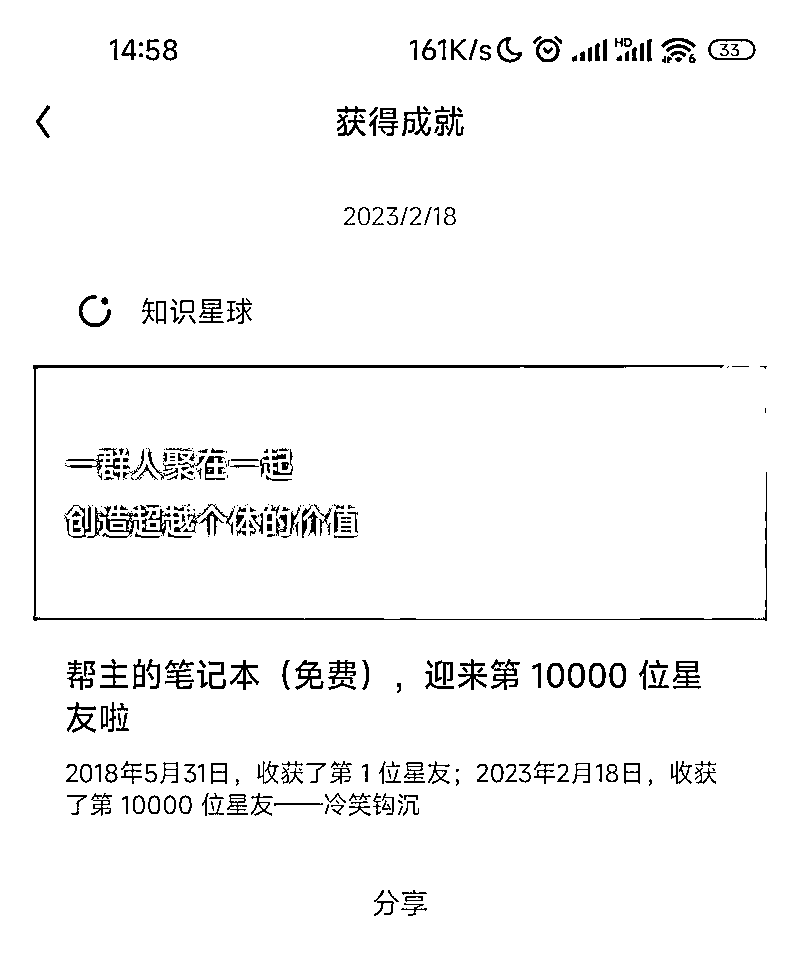 14:58 161K/s HD 6 33
获得成就
2023/2/18
知识星球
一群人聚在一起
创造超越个体的价值
帮主的笔记本（免费），迎来第 10000 位星
友啦
2018年5月31日，收获了第 1 位星友；2023年2月18日，收获
了第 10000 位星友——冷笑钩沉
分享